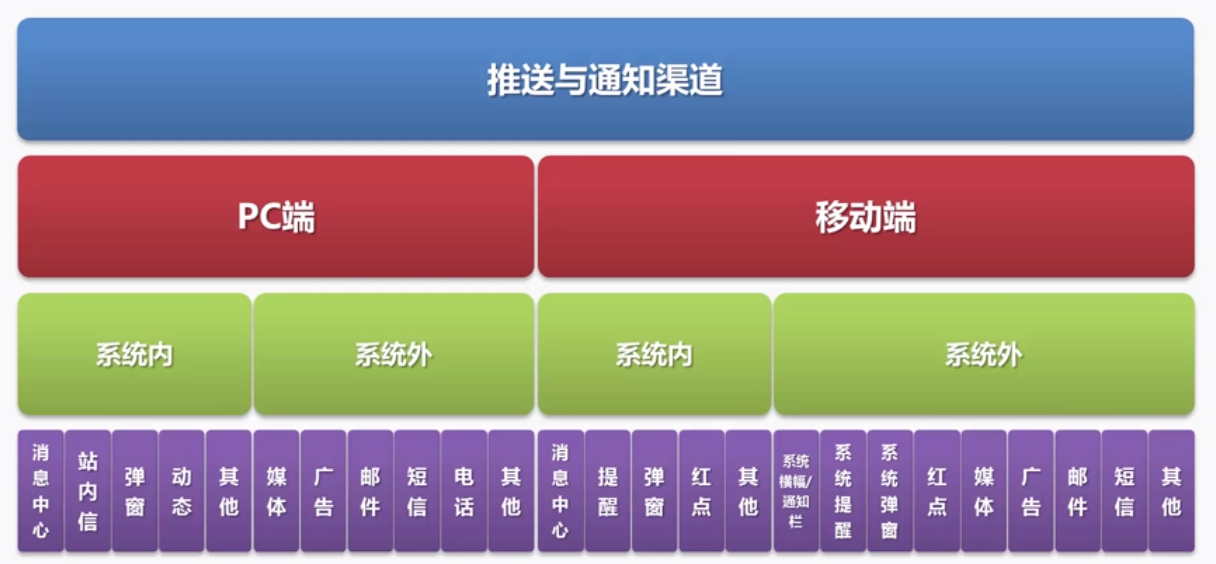 推送与通知渠道
PC端
移动端
系统内
系统外
系统内
系统外
消息中心
站内信
弹窗
动态
其他
媒体
广告
邮件
短信
电话
其他
消息中心
提醒
弹窗
红点
其他
系统
横幅/
通知
栏
系统提醒
系统弹窗
红点
媒体
广告
邮件
短信
其他